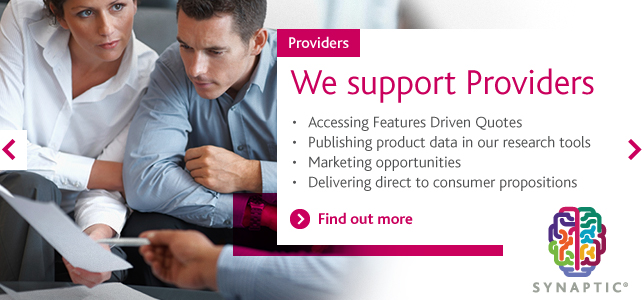 Providers
We support Providers
• Accessing Features Driven Quotes
• Publishing product data in our research tools
• Marketing opportunities
• Delivering direct to consumer propositions
Find out more
SYNAPTIC®